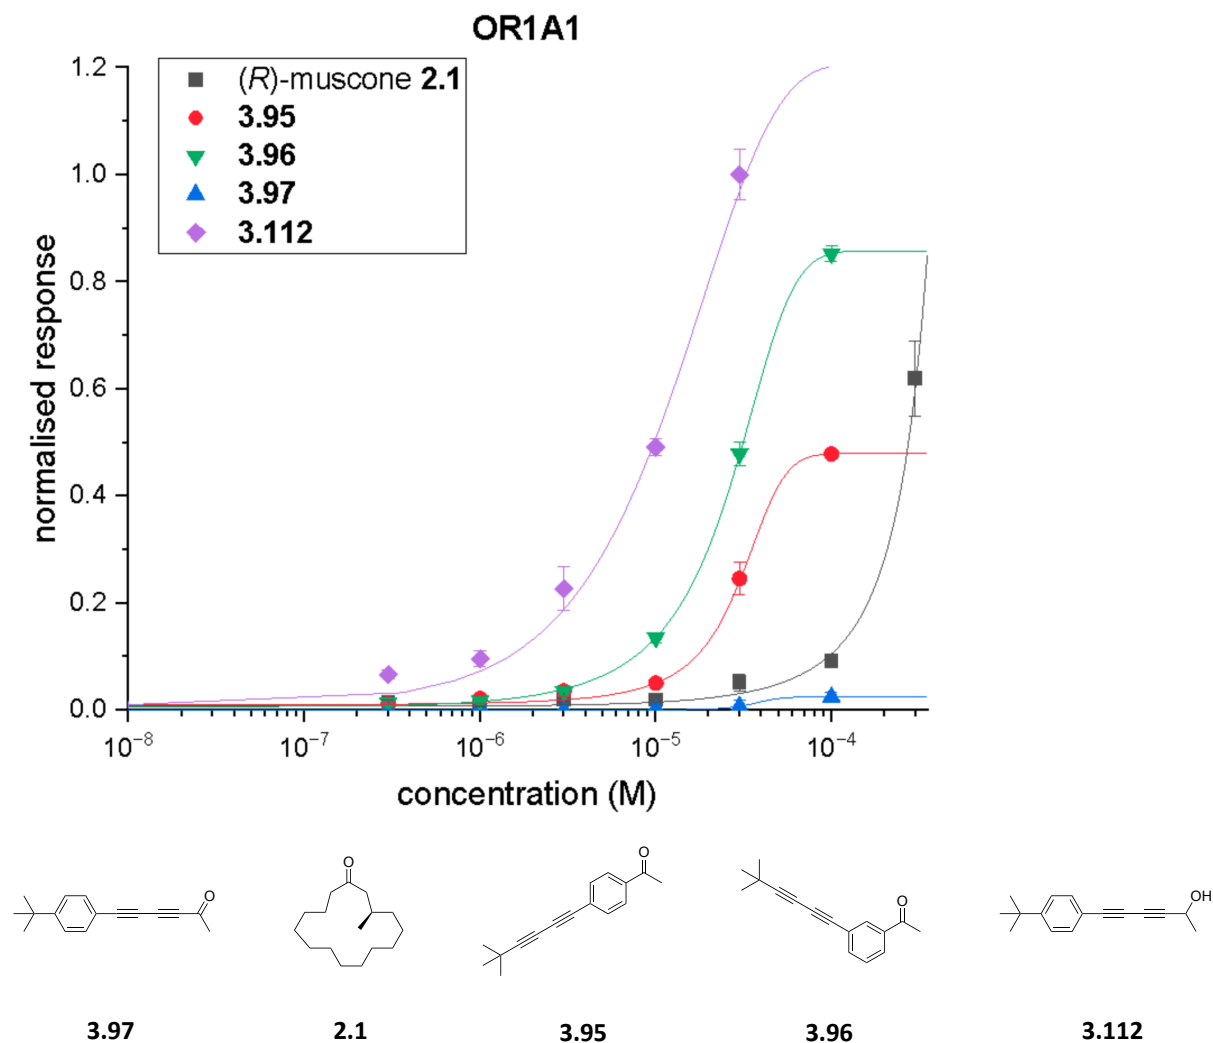 OR1A1
(R)-muscone 2.1
3.95
3.96
3.97
3.112
normalised response
1.2
1.0
0.8
0.6
0.4
0.2
0.0
10⁻⁸ 10⁻⁷ 10⁻⁶ 10⁻⁵ 10⁻⁴
concentration (M)
O O O O OH
3.97 2.1 3.95 3.96 3.112